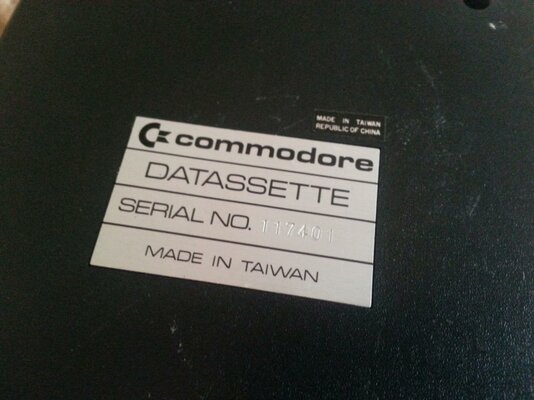 MADE IN TAIWAN
REPUBLIC OF CHINA
commodore
DATASSETTE
SERIAL NO. 117401
MADE IN TAIWAN